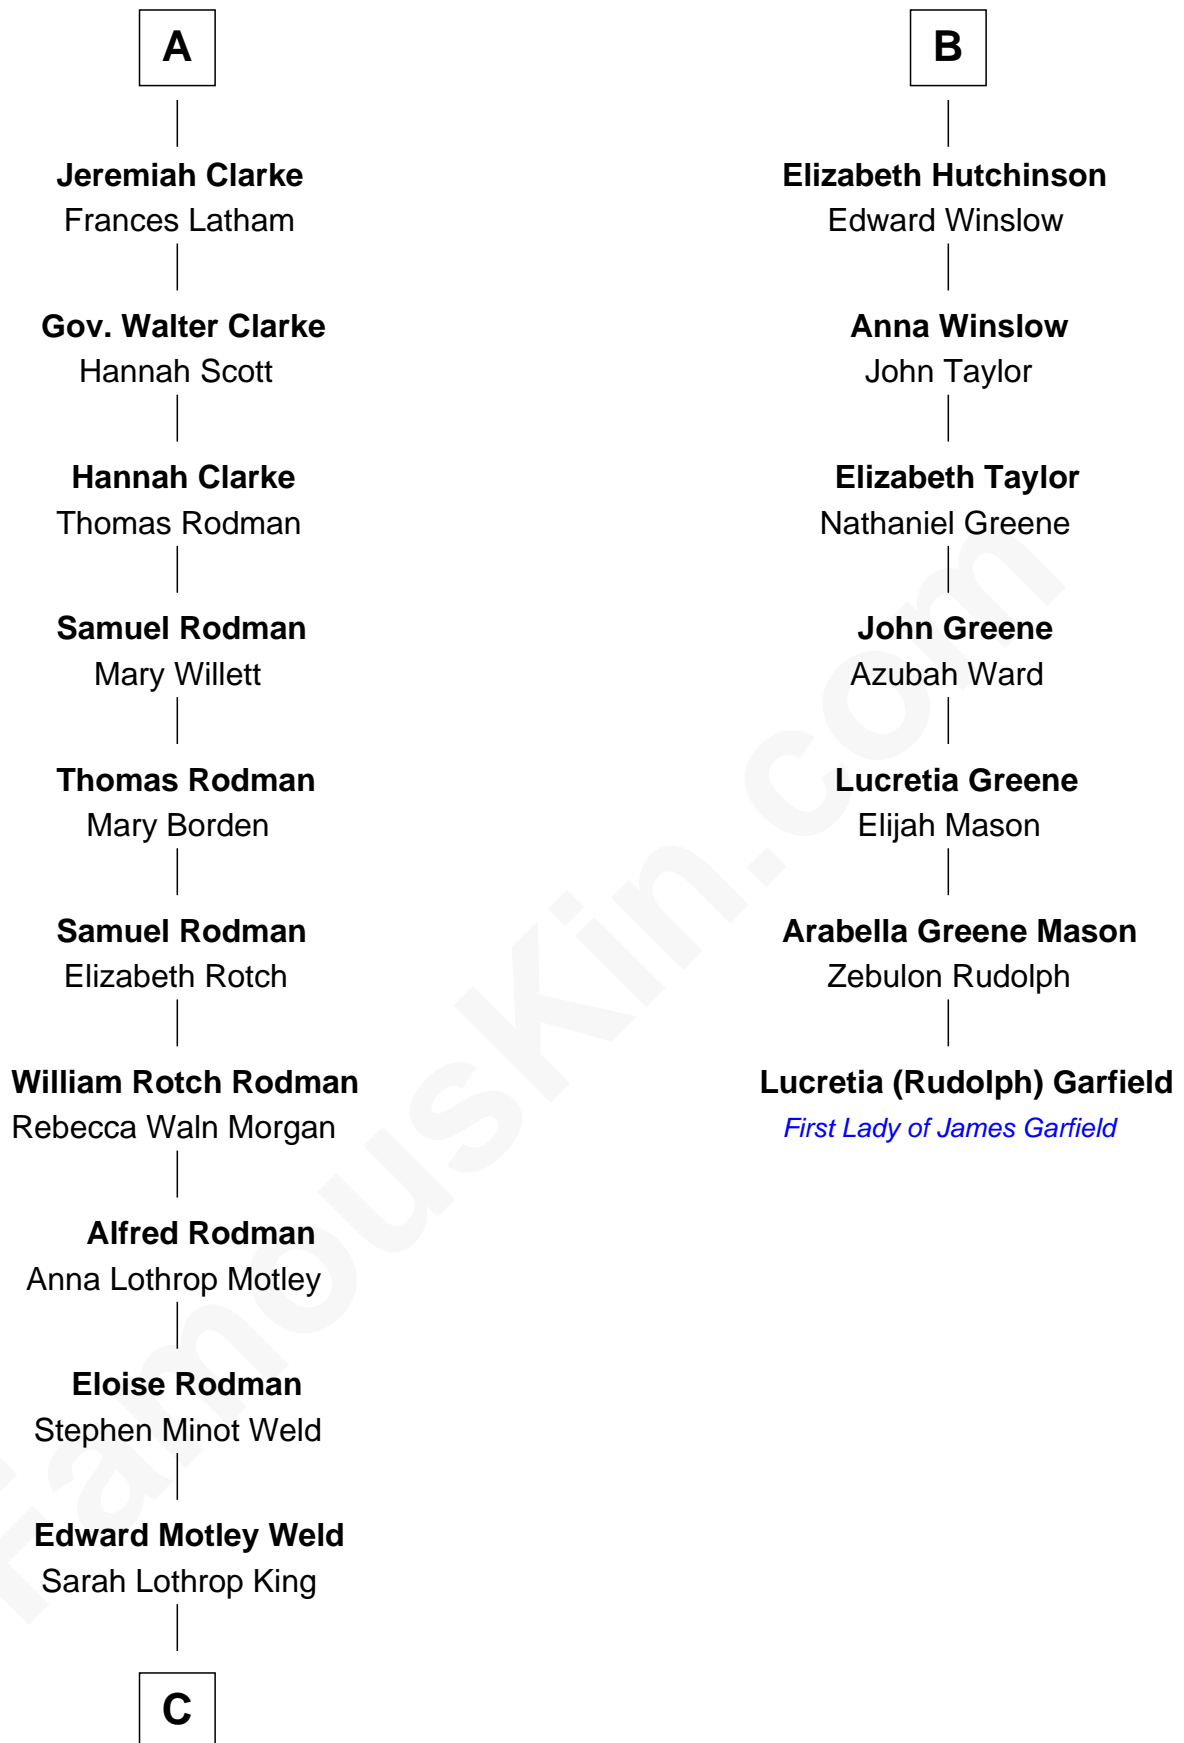 A
Jeremiah Clarke
Frances Latham
Gov. Walter Clarke
Hannah Scott
Hannah Clarke
Thomas Rodman
Samuel Rodman
Mary Willett
Thomas Rodman
Mary Borden
Samuel Rodman
Elizabeth Rotch
William Rotch Rodman
Rebecca Waln Morgan
Alfred Rodman
Anna Lothrop Motley
Eloise Rodman
Stephen Minot Weld
Edward Motley Weld
Sarah Lothrop King
C
B
Elizabeth Hutchinson
Edward Winslow
Anna Winslow
John Taylor
Elizabeth Taylor
Nathaniel Greene
John Greene
Azubah Ward
Lucretia Greene
Elijah Mason
Arabella Greene Mason
Zebulon Rudolph
Lucretia (Rudolph) Garfield
First Lady of James Garfield
FamousKin.com